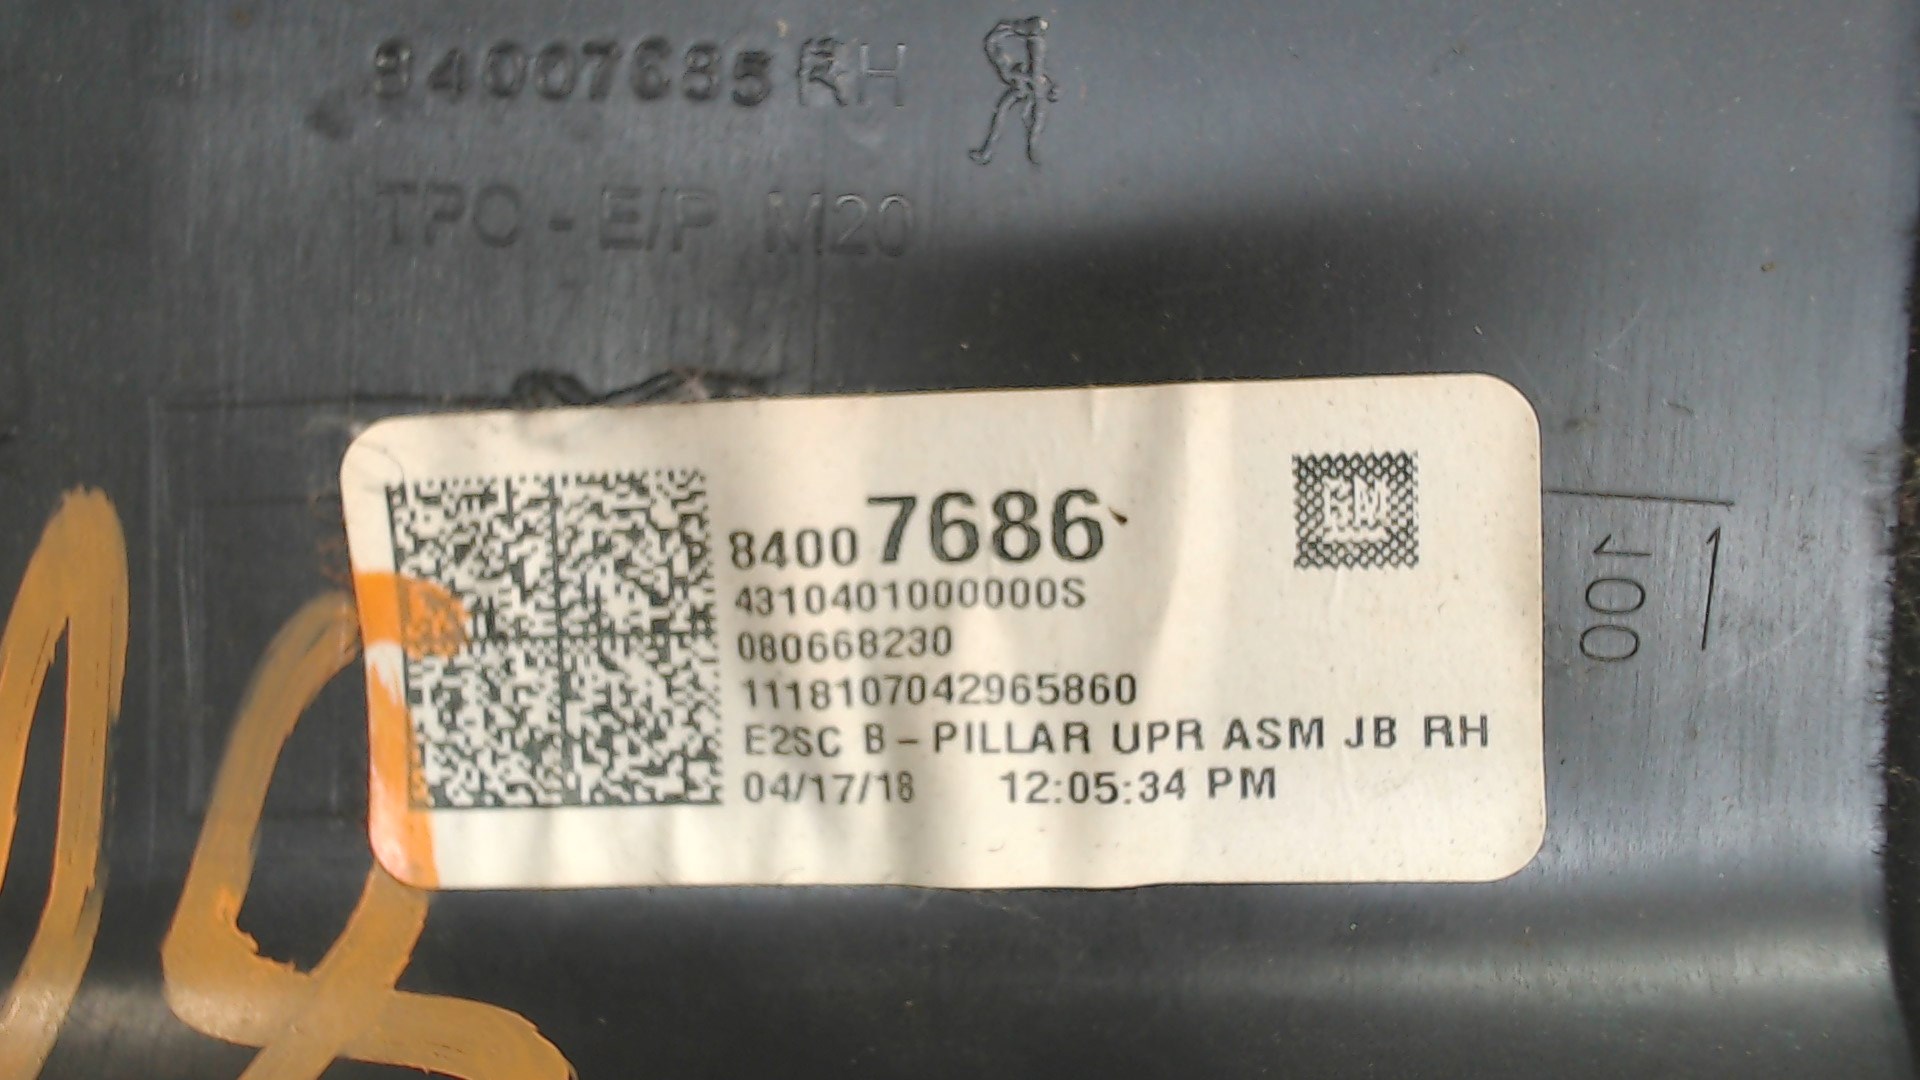 84007685 RH
TPO - E/P M20
84007686
4310401000000S
080668230
1118107042965860
E2SC B - PILLAR UPR ASM JB RH
04/17/18 12:05:34 PM
GM
100